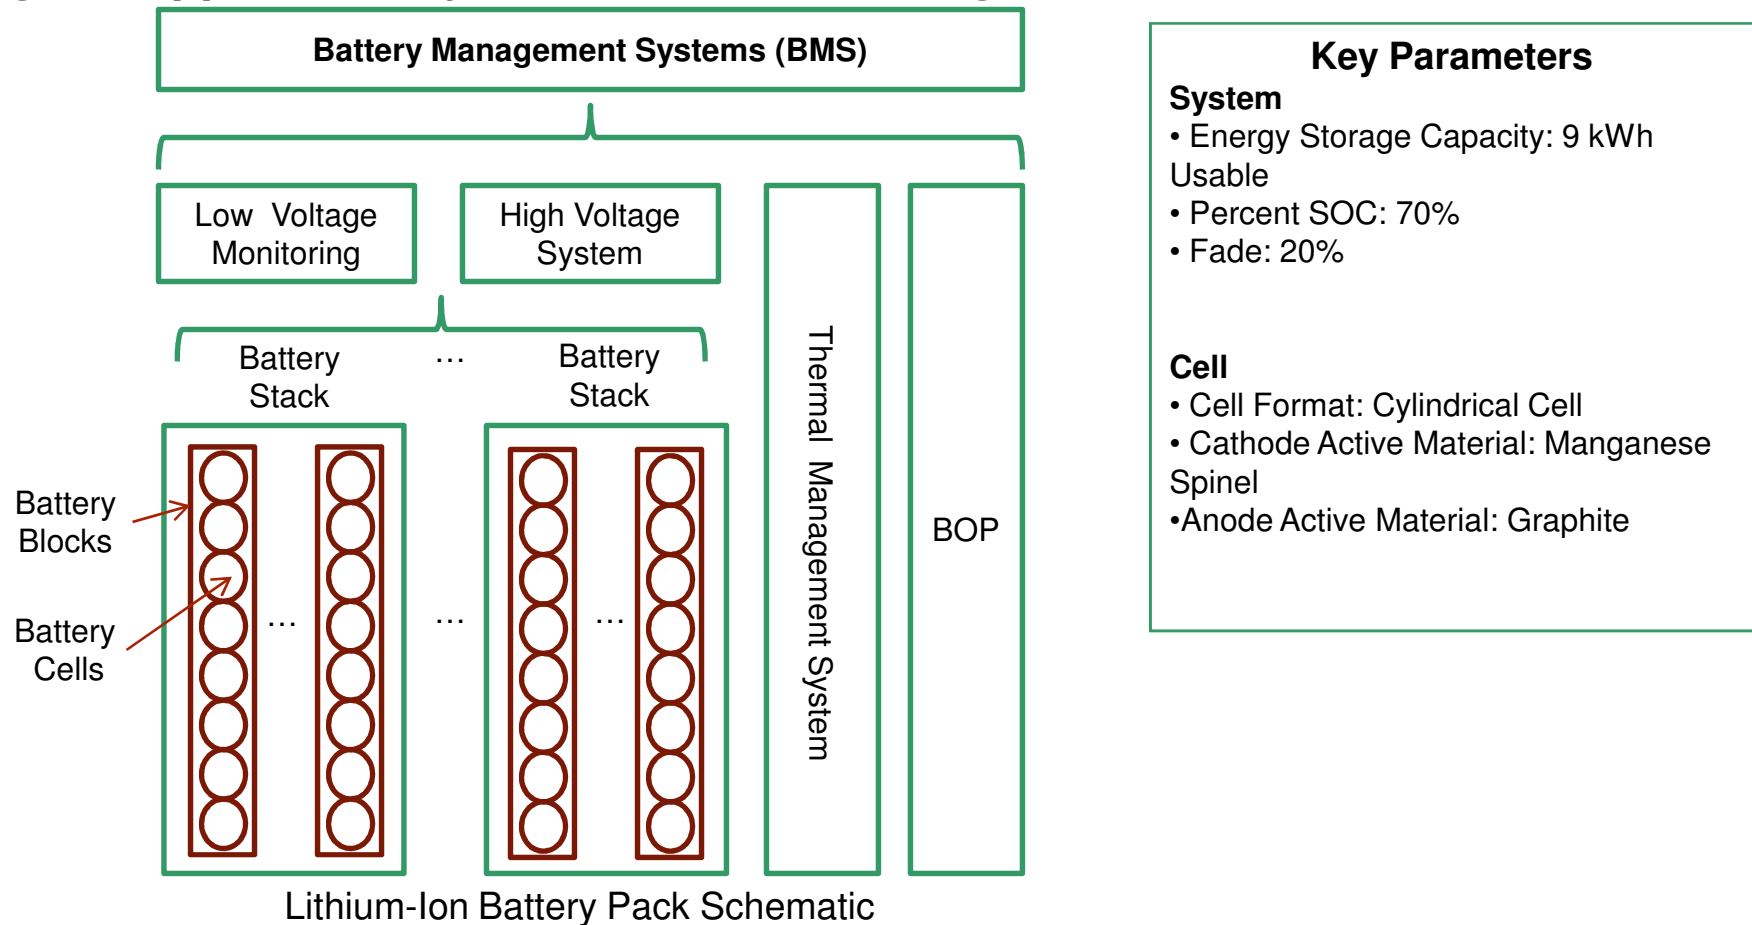 Battery Management Systems (BMS)
Low Voltage
Monitoring
High Voltage
System
Battery
Stack
…
Battery
Stack
Thermal Management System
BOP
Battery
Blocks
Battery
Cells
…
…
…
Lithium-Ion Battery Pack Schematic
Key Parameters
System
• Energy Storage Capacity: 9 kWh
Usable
• Percent SOC: 70%
• Fade: 20%
Cell
• Cell Format: Cylindrical Cell
• Cathode Active Material: Manganese
Spinel
•Anode Active Material: Graphite